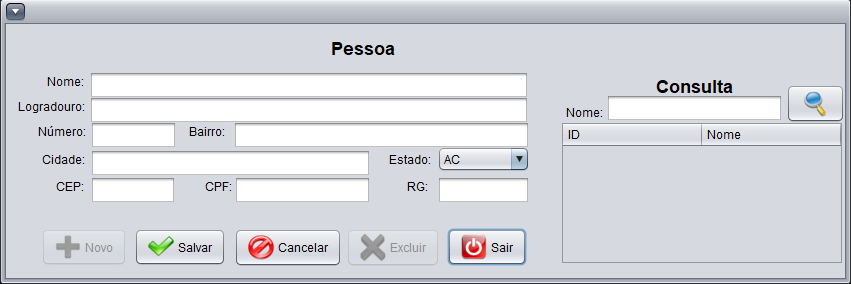 Pessoa
Nome:
Logradouro:
Número: Bairro:
Cidade: Estado: AC
CEP: CPF: RG:
Novo Salvar Cancelar Excluir Sair
Consulta
Nome:
ID Nome